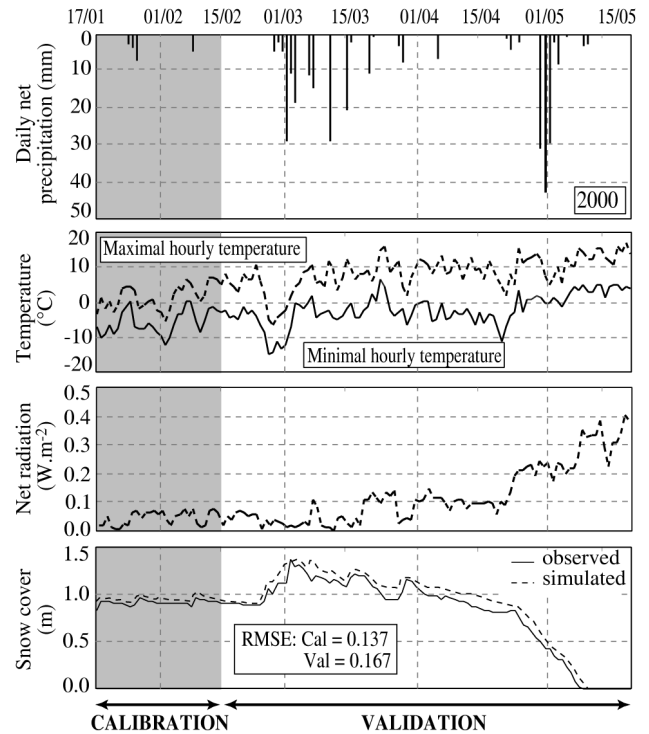 17/01 01/02 15/02 01/03 15/03 01/04 15/04 01/05 15/05
Daily net
precipitation (mm)
0
10
20
30
40
50
2000
Temperature
(°C)
20
10
0
-10
-20
Maximal hourly temperature
Minimal hourly temperature
Net radiation
(W.m-2)
0.5
0.4
0.3
0.2
0.1
0.0
Snow cover
(m)
1.5
1.0
0.5
0.0
observed
simulated
RMSE: Cal = 0.137
Val = 0.167
CALIBRATION VALIDATION